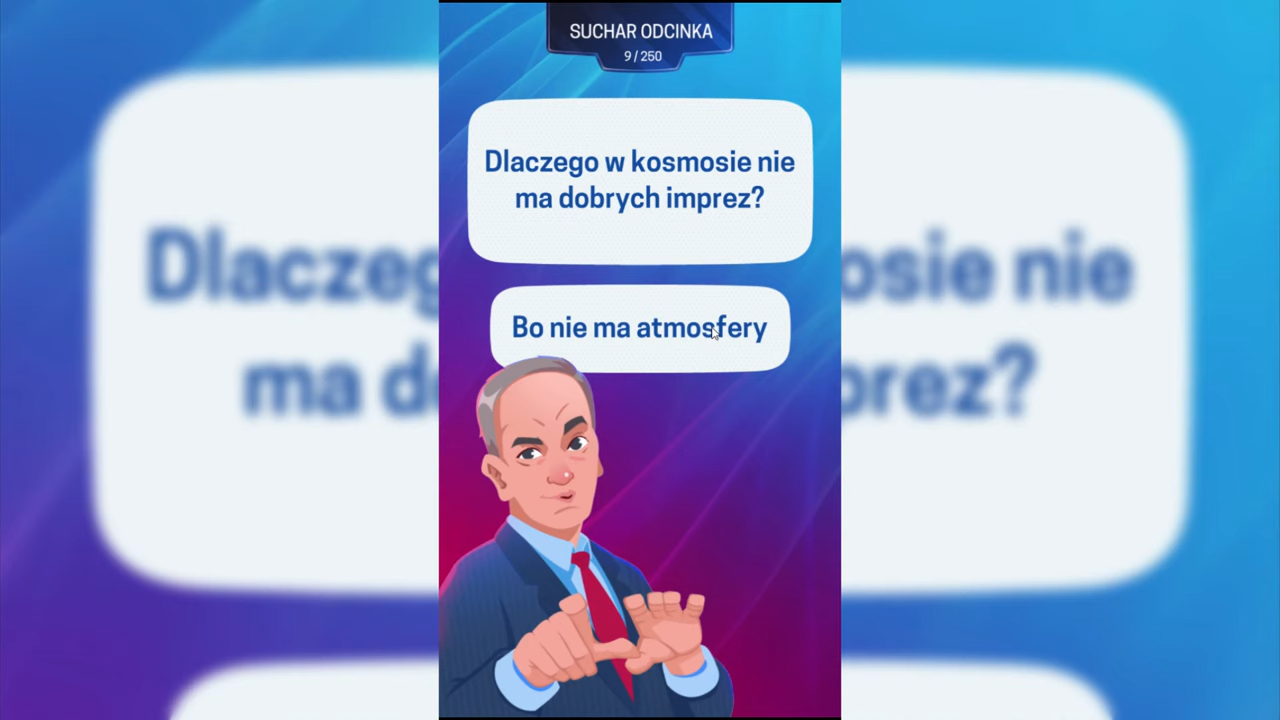 SUCHAR ODCINKA
9 / 250
Dlaczego w kosmosie nie
ma dobrych imprez?
Bo nie ma atmosfery